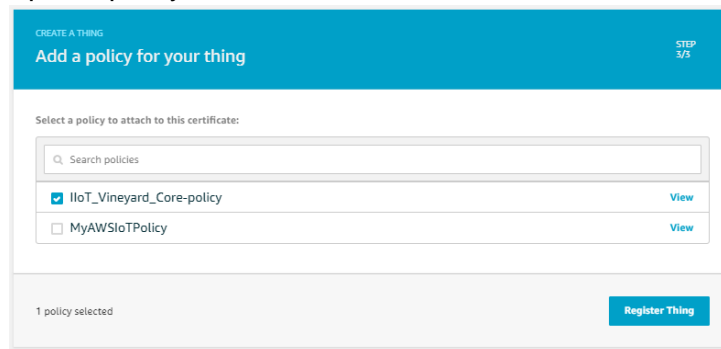 CREATE A THING
Add a policy for your thing
STEP
3/3
Select a policy to attach to this certificate:
Search policies
IIoT_Vineyard_Core-policy
View
MyAWSIoTPolicy
View
1 policy selected
Register Thing